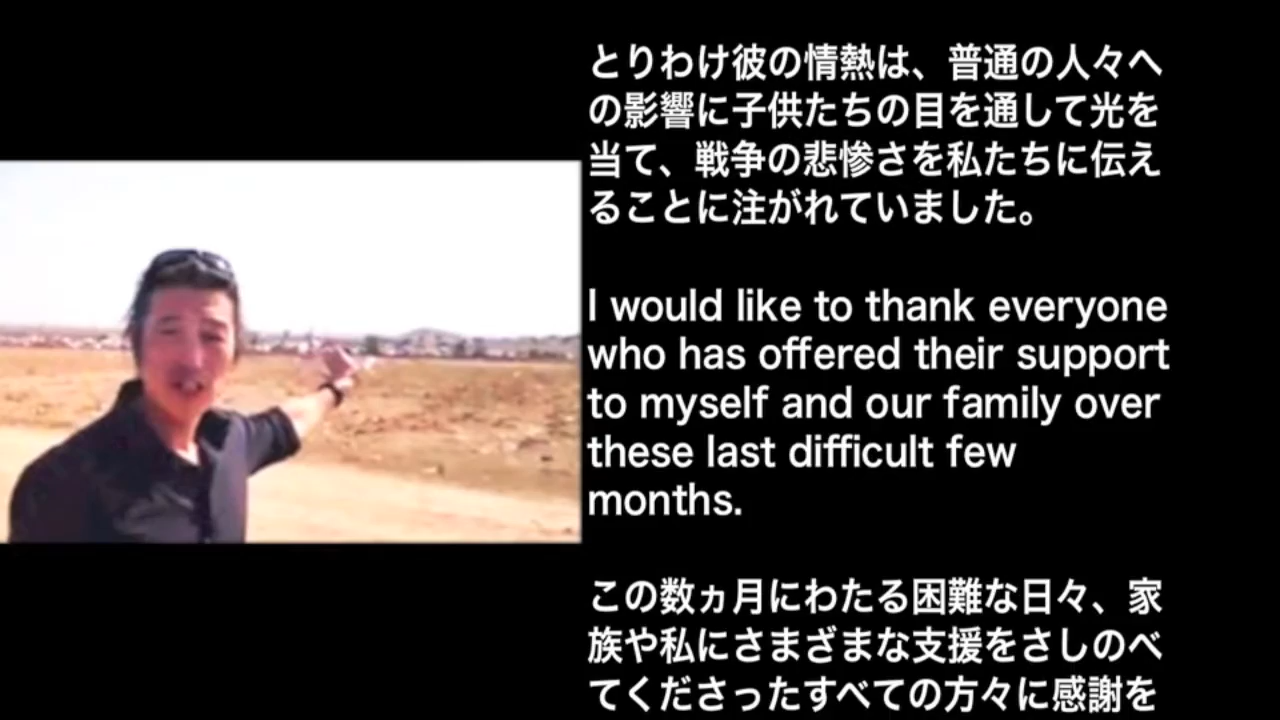 とりわけ彼の情熱は、普通の人々へ
の影響に子供たちの目を通して光を
当て、戦争の悲惨さを私たちに伝え
ることに注がれていました。
I would like to thank everyone
who has offered their support
to myself and our family over
these last difficult few
months.
この数ヵ月にわたる困難な日々、家
族や私にさまざまな支援をさしのべ
てくださったすべての方々に感謝を